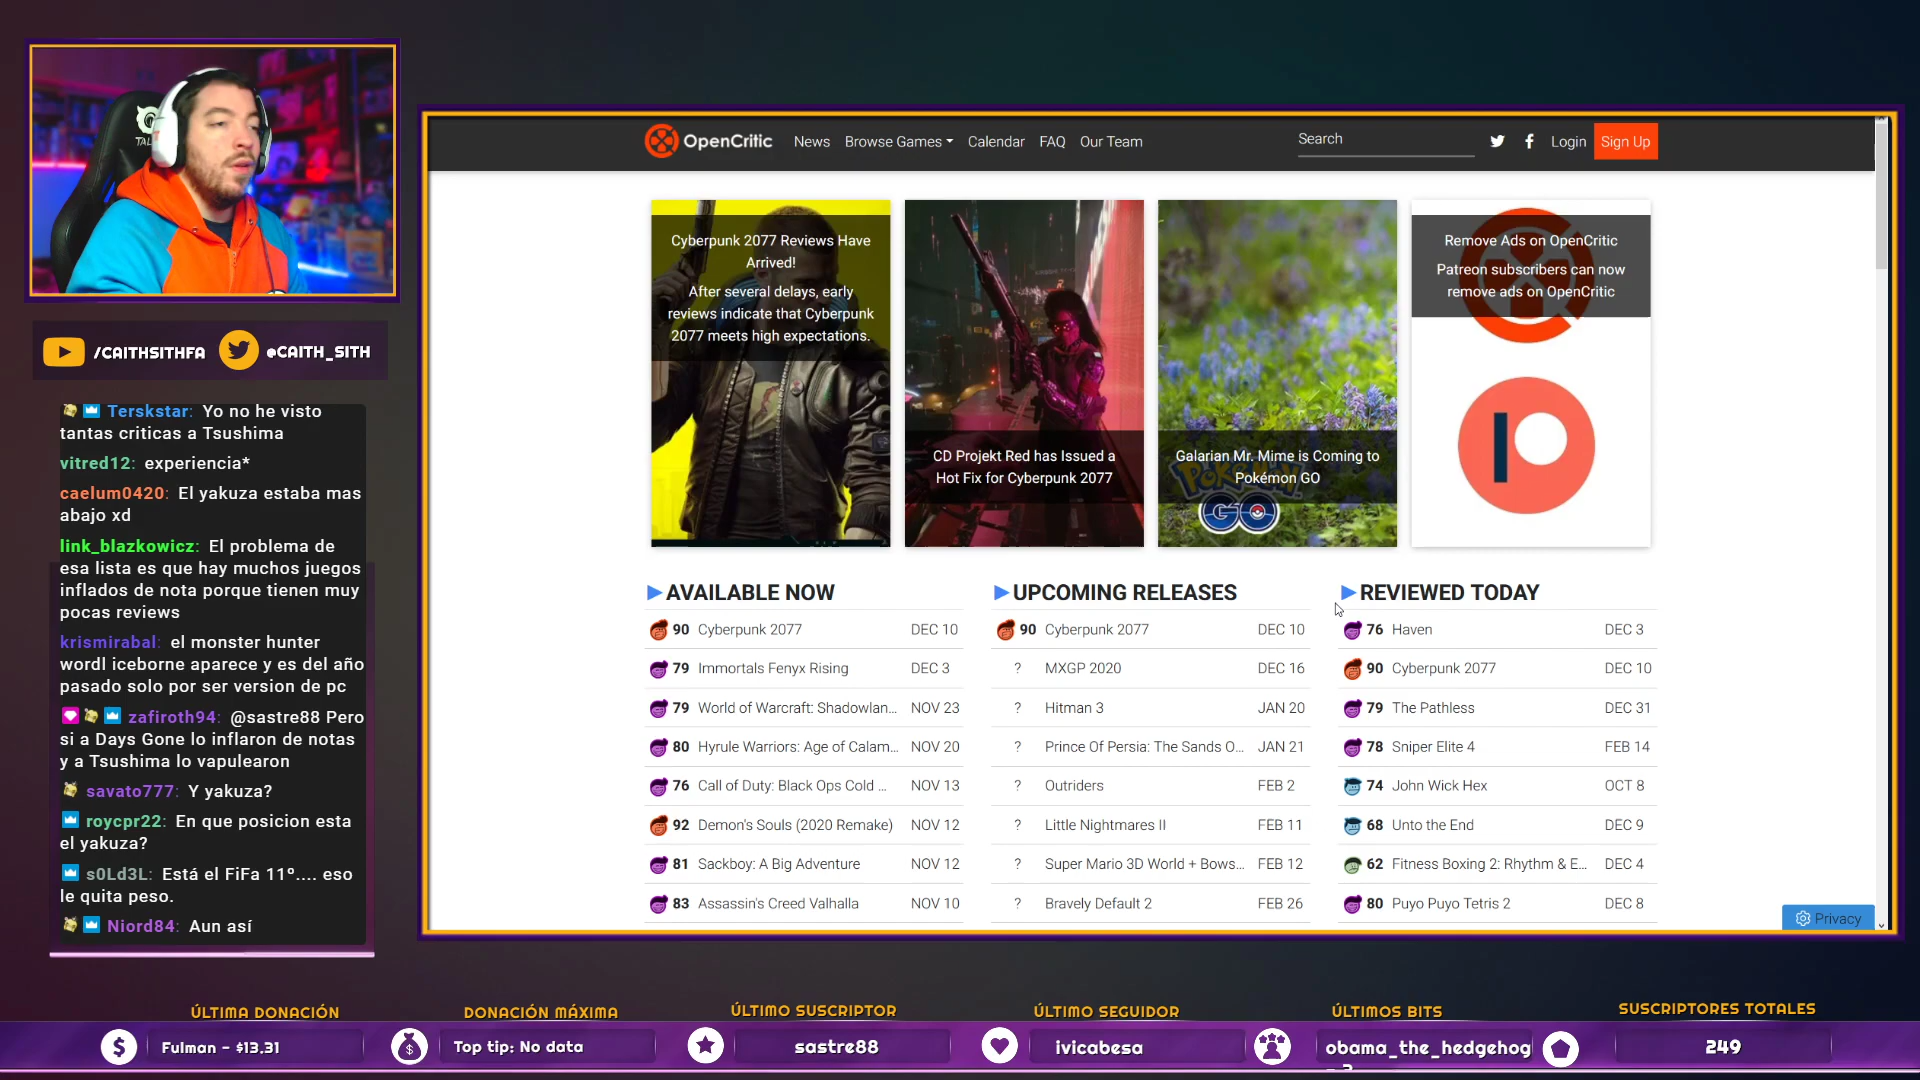 TAL
/CAITHSITHFA
@CAITH_SITH
Terskstar: Yo no he visto
tantas criticas a Tsushima
vitred12: experiencia*
caelum0420: El yakuza estaba mas
abajo xd
link_blazkowicz: El problema de
esa lista es que hay muchos juegos
inflados de nota porque tienen muy
pocas reviews
krismirabal: el monster hunter
wordl iceborne aparece y es del año
pasado solo por ser version de pc
zafiroth94: @sastre88 Pero
si a Days Gone lo inflaron de notas
y a Tsushima lo vapulearon
savato777: Y yakuza?
roycpr22: En que posicion esta
el yakuza?
s0Ld3L: Está el FiFa 11º.... eso
le quita peso.
Niord84: Aun así
OpenCritic News Browse Games Calendar FAQ Our Team Search Login Sign Up
Cyberpunk 2077 Reviews Have
Arrived!
After several delays, early
reviews indicate that Cyberpunk
2077 meets high expectations.
CD Projekt Red has Issued a
Hot Fix for Cyberpunk 2077
Galarian Mr. Mime is Coming to
Pokémon GO
POKÉMON
GO
Remove Ads on OpenCritic
Patreon subscribers can now
remove ads on OpenCritic
AVAILABLE NOW
90 Cyberpunk 2077 DEC 10
79 Immortals Fenyx Rising DEC 3
79 World of Warcraft: Shadowlan... NOV 23
80 Hyrule Warriors: Age of Calam... NOV 20
76 Call of Duty: Black Ops Cold ... NOV 13
92 Demon's Souls (2020 Remake) NOV 12
81 Sackboy: A Big Adventure NOV 12
83 Assassin's Creed Valhalla NOV 10
UPCOMING RELEASES
90 Cyberpunk 2077 DEC 10
? MXGP 2020 DEC 16
? Hitman 3 JAN 20
? Prince Of Persia: The Sands O... JAN 21
? Outriders FEB 2
? Little Nightmares II FEB 11
? Super Mario 3D World + Bows... FEB 12
? Bravely Default 2 FEB 26
REVIEWED TODAY
76 Haven DEC 3
90 Cyberpunk 2077 DEC 10
79 The Pathless DEC 31
78 Sniper Elite 4 FEB 14
74 John Wick Hex OCT 8
68 Unto the End DEC 9
62 Fitness Boxing 2: Rhythm & E... DEC 4
80 Puyo Puyo Tetris 2 DEC 8
Privacy
ÚLTIMA DONACIÓN
Fulman - $13.31
DONACIÓN MÁXIMA
Top tip: No data
ÚLTIMO SUSCRIPTOR
sastre88
ÚLTIMO SEGUIDOR
ivicabesa
ÚLTIMOS BITS
obama_the_hedgehog
SUSCRIPTORES TOTALES
249